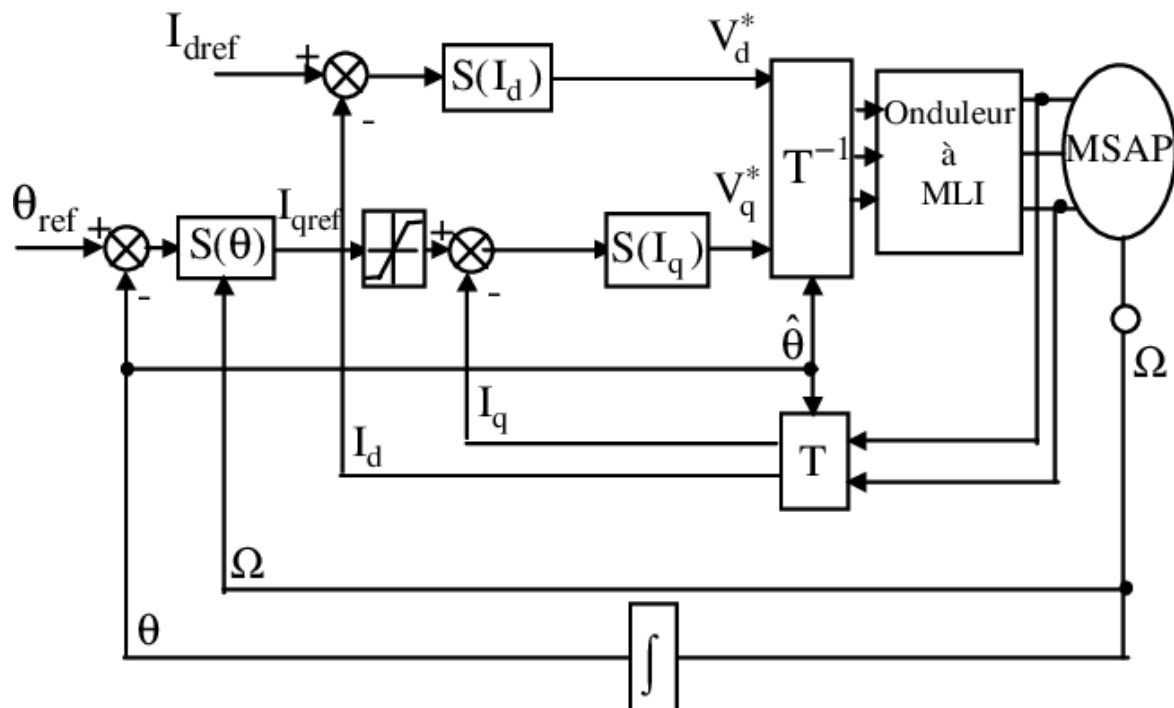 I_dref
+
-
S(I_d)
V_d^*
T^{-1}
Onduleur
à
MLI
MSAP
θ_ref
+
-
S(θ)
I_qref
+
-
S(I_q)
V_q^*
θ̂
Ω
I_q
I_d
T
Ω
θ
∫